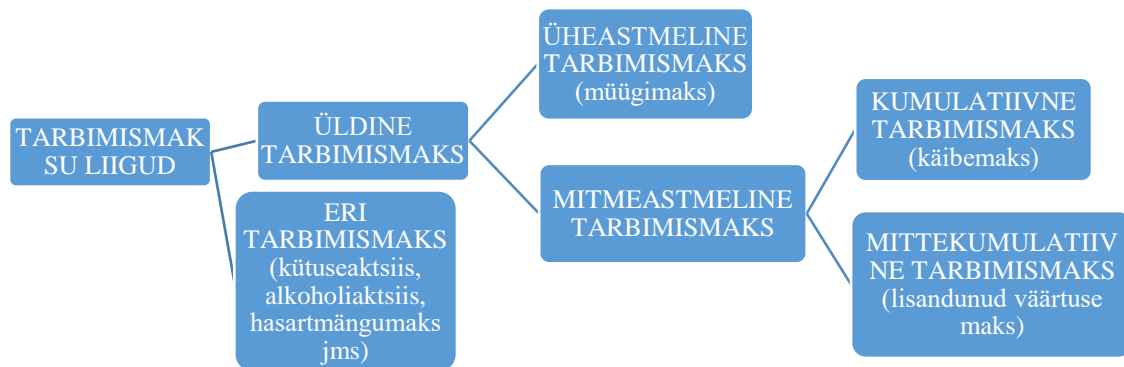 TARBIMISMAK
SU LIIGUD
ÜLDINE
TARBIMISMAKS
ERI
TARBIMISMAKS
(kütuseaktsiis,
alkoholiaktsiis,
hasartmängumaks
jms)
ÜHEASTMELINE
TARBIMISMAKS
(müügimaks)
MITMEASTMELINE
TARBIMISMAKS
KUMULATIIVNE
TARBIMISMAKS
(käibemaks)
MITTEKUMULATIIV
NE TARBIMISMAKS
(lisandunud väärtuse
maks)